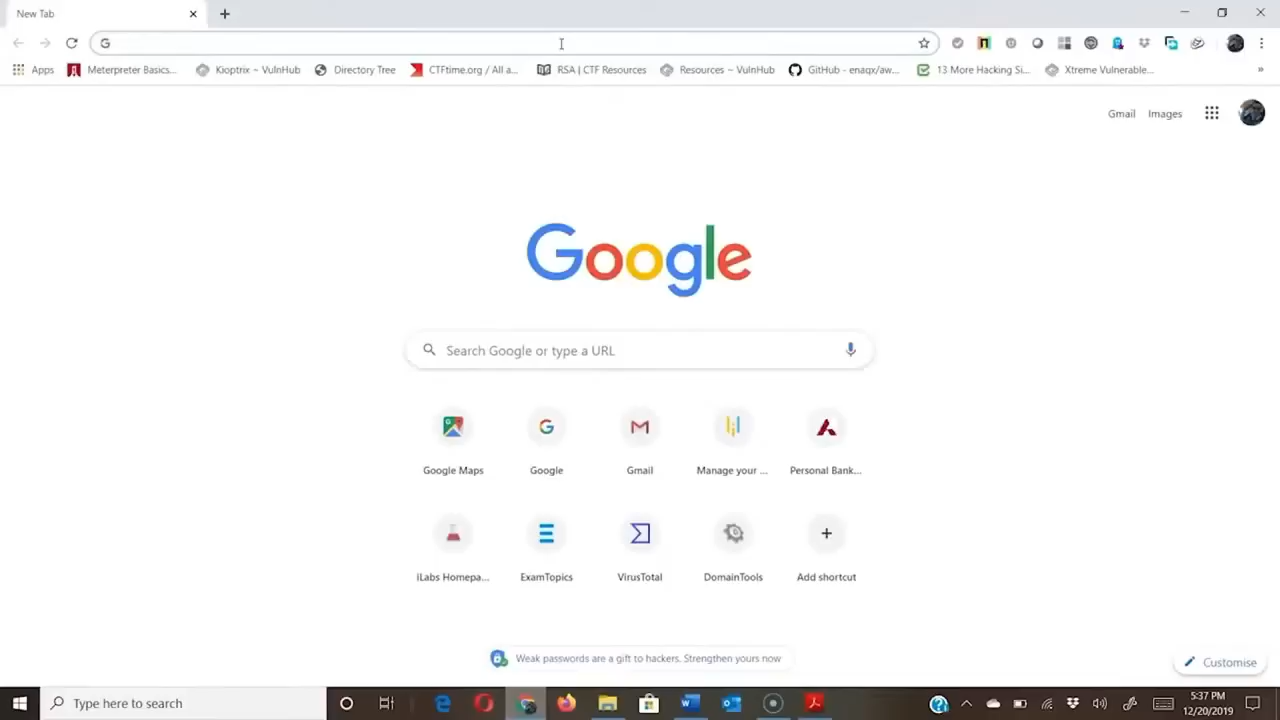 New Tab
Apps Meterpreter Basics... Kioptrix ~ VulnHub Directory Tree CTFtime.org / All a... RSA | CTF Resources Resources ~ VulnHub GitHub - enaqx/aw... 13 More Hacking Si... Xtreme Vulnerable... »
Gmail Images
Google
Search Google or type a URL
Google Maps Google Gmail Manage your ... Personal Bank...
iLabs Homepa... ExamTopics VirusTotal DomainTools Add shortcut
Weak passwords are a gift to hackers. Strengthen yours now
Customise
Type here to search
5:37 PM
12/20/2019